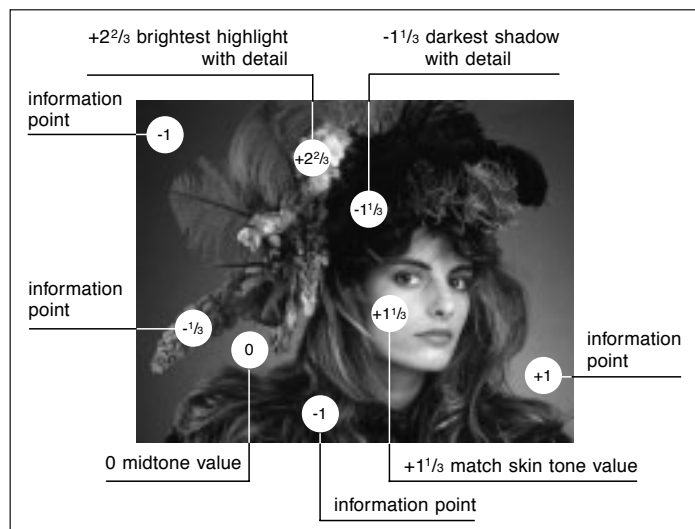 +2²/³ brightest highlight
with detail
-1¹/³ darkest shadow
with detail
information
point
-1
+2²/³
-1¹/³
information
point
-¹/³
+1¹/³
0
information
point
+1
-1
0 midtone value
+1¹/³ match skin tone value
information point